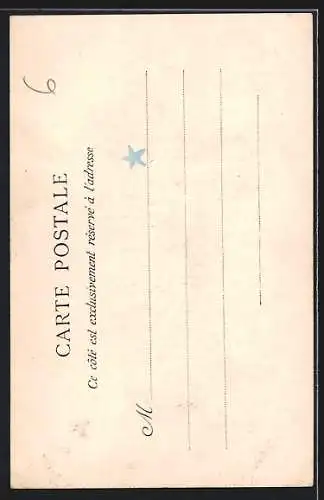 6
CARTE POSTALE
Ce côté est exclusivement réservé à l'adresse
M